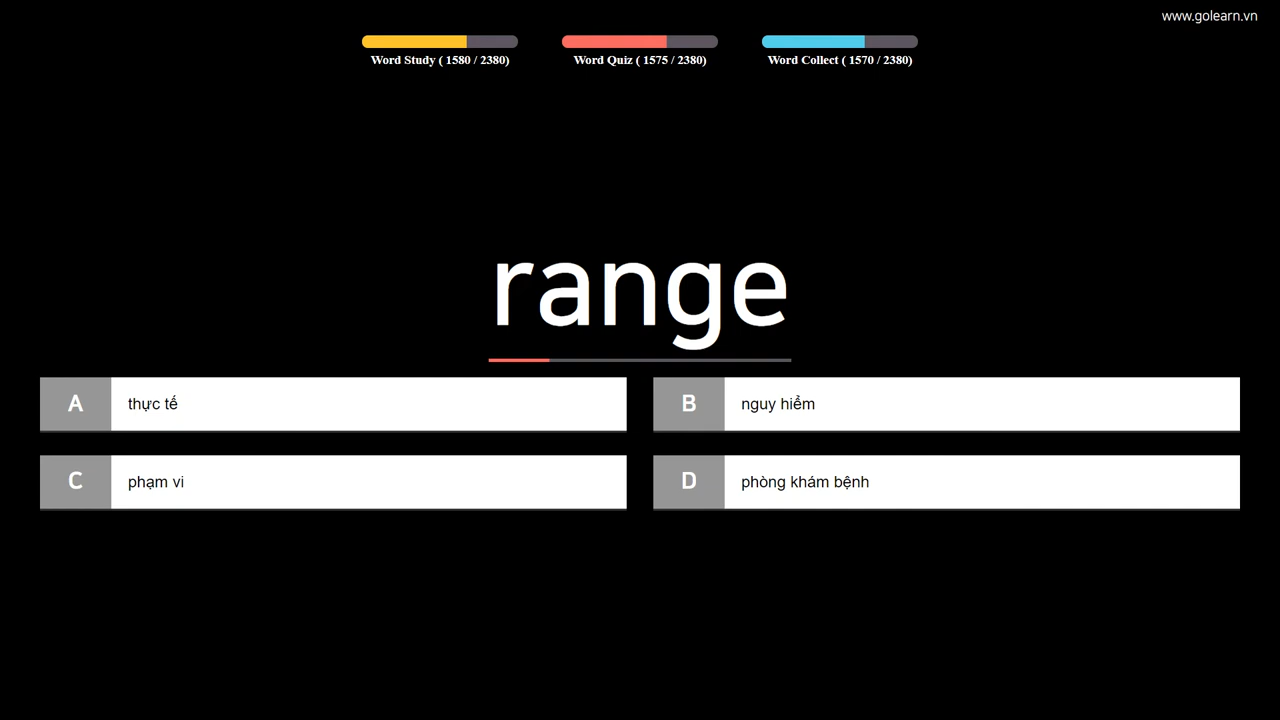 www.golearn.vn
Word Study ( 1580 / 2380)
Word Quiz ( 1575 / 2380)
Word Collect ( 1570 / 2380)
range
A thực tế
B nguy hiểm
C phạm vi
D phòng khám bệnh